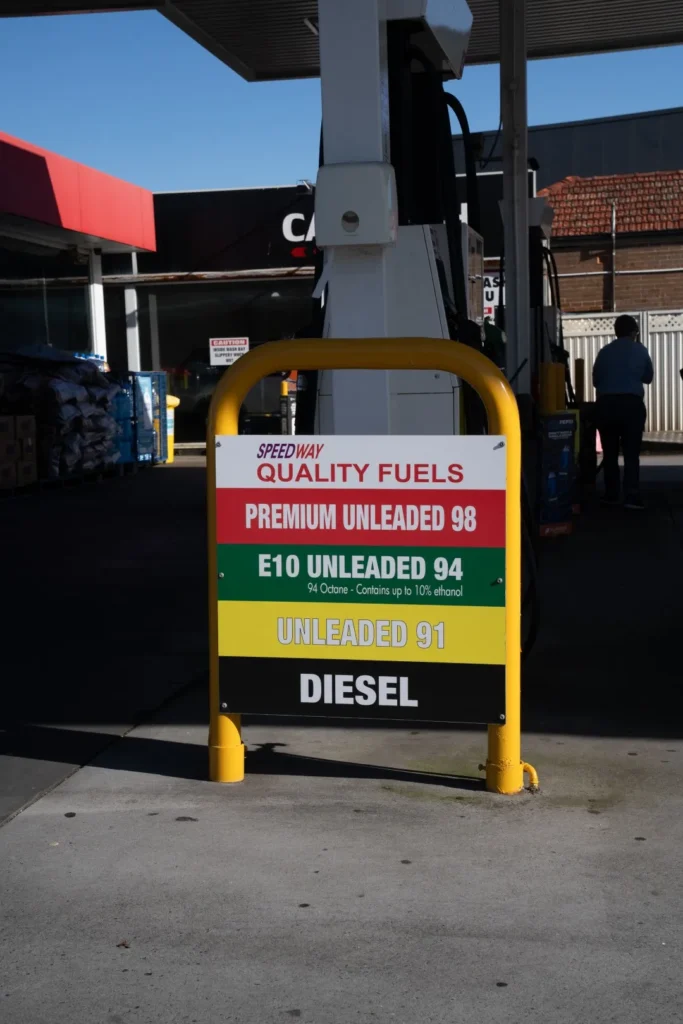 CA
CAUTION
SPEEDWAY
QUALITY FUELS
PREMIUM UNLEADED 98
E10 UNLEADED 94
94 Octane - Contains up to 10% ethanol
UNLEADED 91
DIESEL